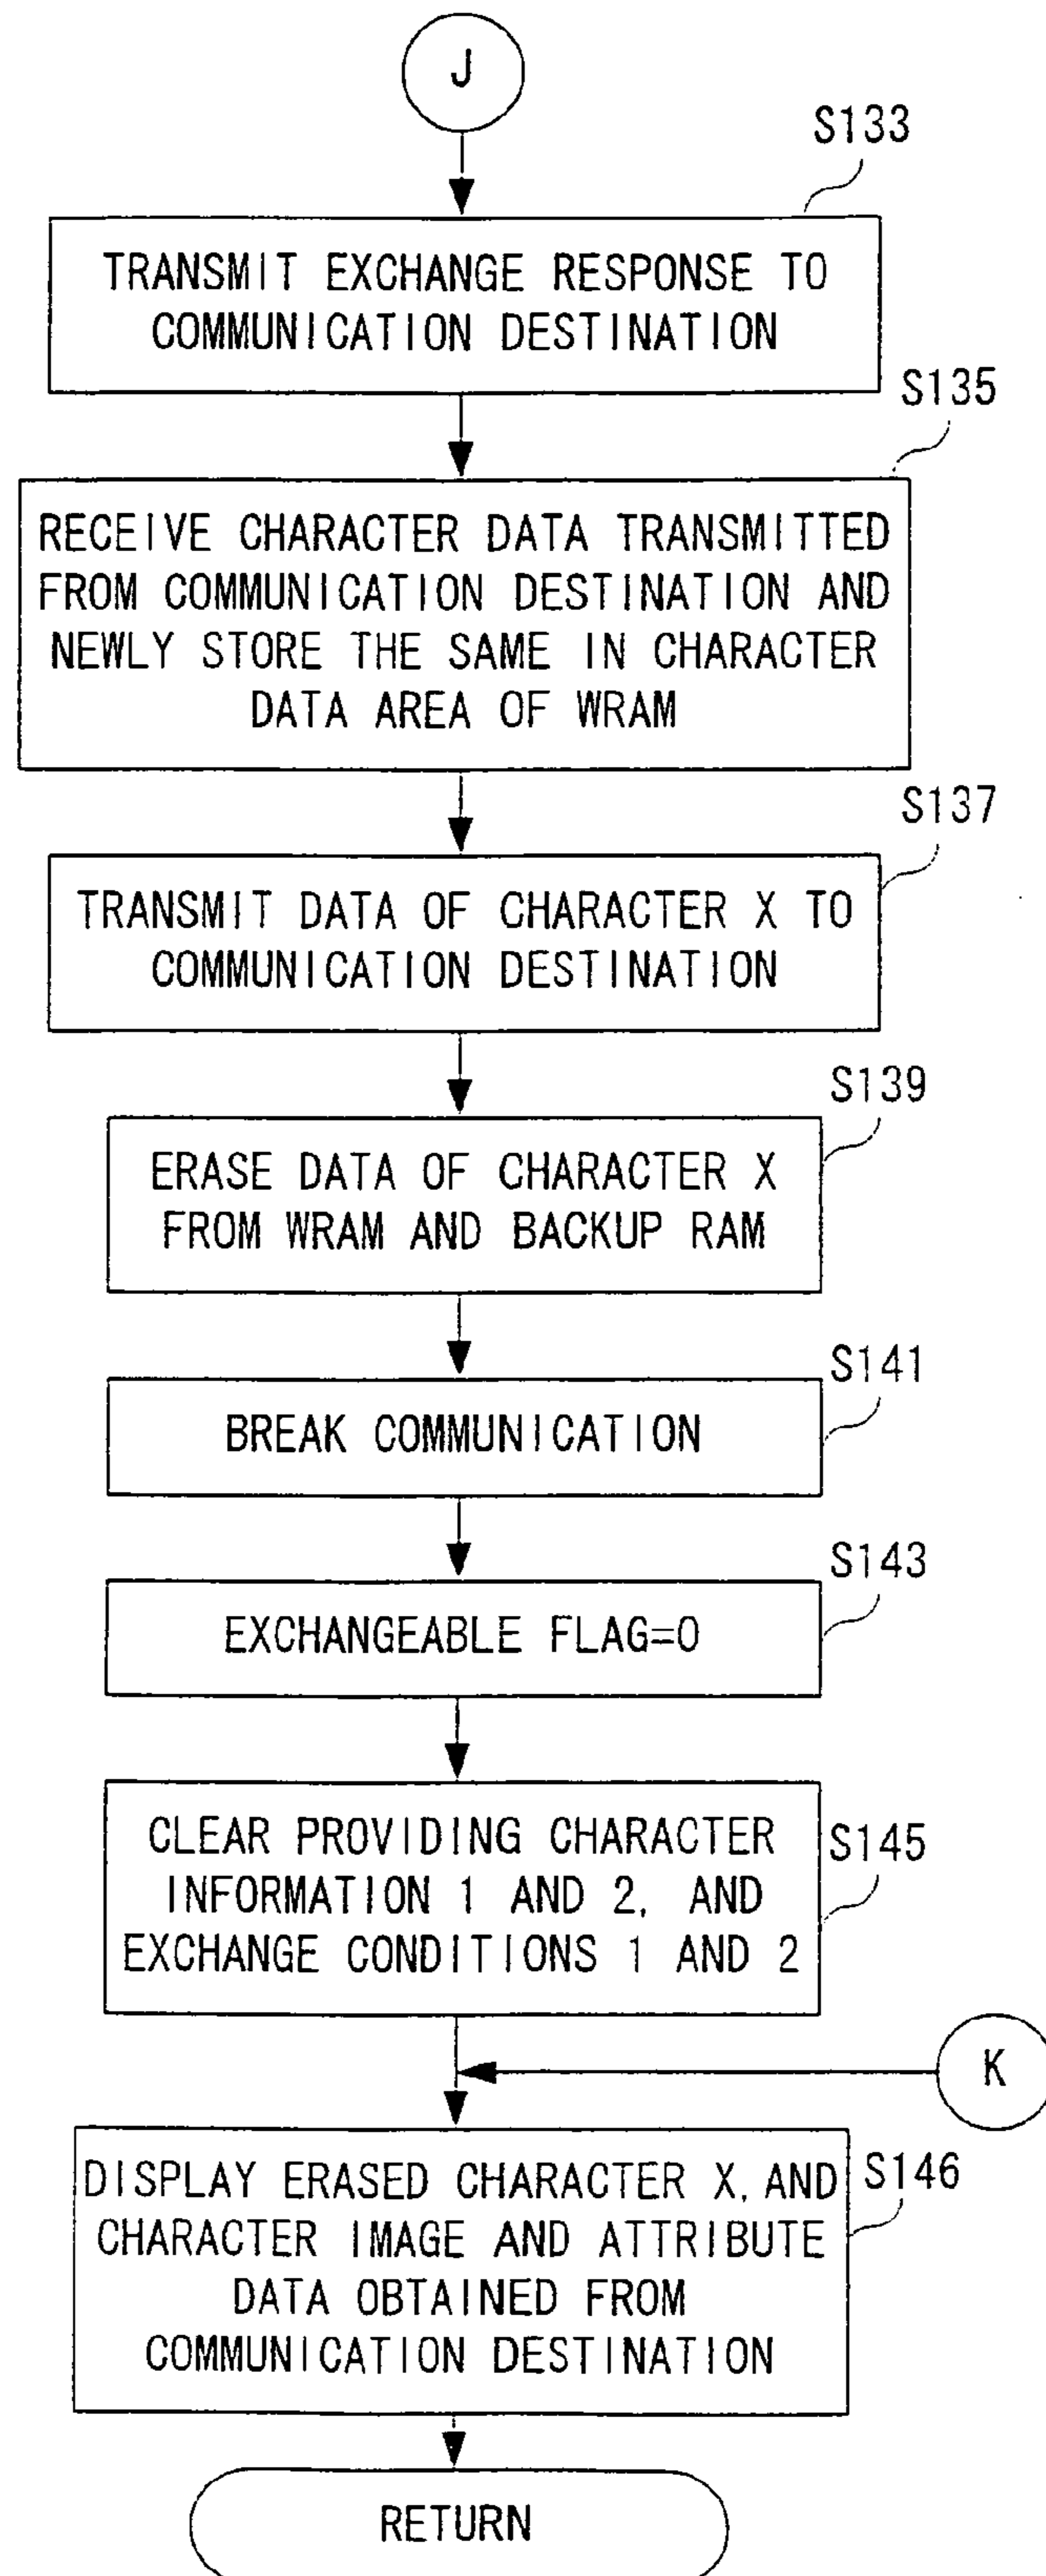 J
S133
TRANSMIT EXCHANGE RESPONSE TO
COMMUNICATION DESTINATION
S135
RECEIVE CHARACTER DATA TRANSMITTED
FROM COMMUNICATION DESTINATION AND
NEWLY STORE THE SAME IN CHARACTER
DATA AREA OF WRAM
S137
TRANSMIT DATA OF CHARACTER X TO
COMMUNICATION DESTINATION
S139
ERASE DATA OF CHARACTER X
FROM WRAM AND BACKUP RAM
S141
BREAK COMMUNICATION
S143
EXCHANGEABLE FLAG=0
S145
CLEAR PROVIDING CHARACTER
INFORMATION 1 AND 2, AND
EXCHANGE CONDITIONS 1 AND 2
K
S146
DISPLAY ERASED CHARACTER X, AND
CHARACTER IMAGE AND ATTRIBUTE
DATA OBTAINED FROM
COMMUNICATION DESTINATION
RETURN